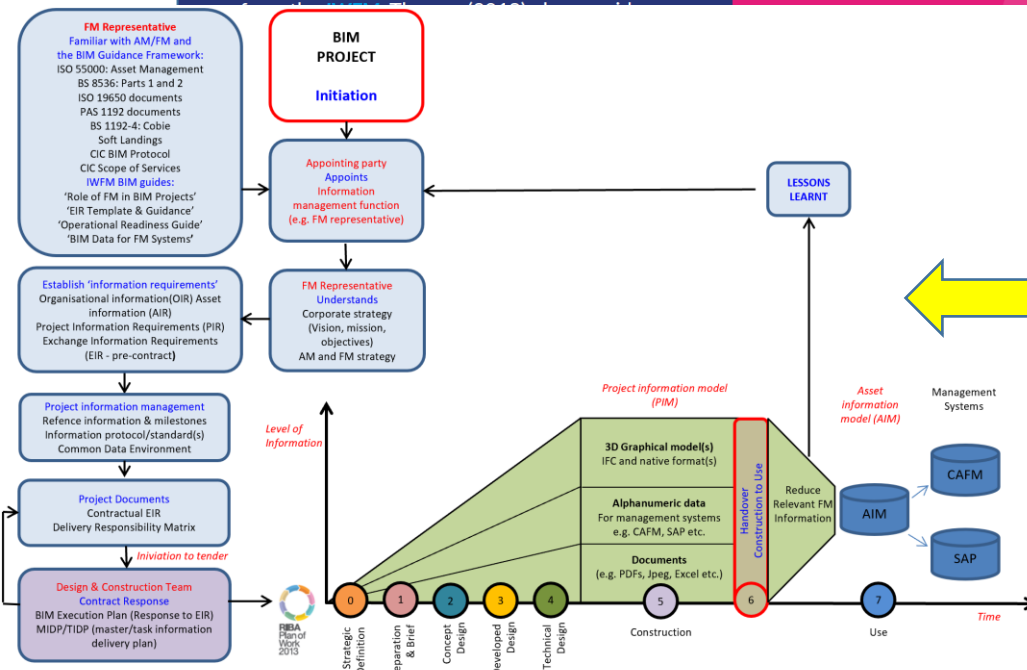 FM Representative
Familiar with AM/FM and
the BIM Guidance Framework:
ISO 55000: Asset Management
BS 8536: Parts 1 and 2
ISO 19650 documents
PAS 1192 documents
BS 1192-4: Cobie
Soft Landings
CIC BIM Protocol
CIC Scope of Services
IWFM BIM guides:
‘Role of FM in BIM Projects’
‘EIR Template & Guidance’
‘Operational Readiness Guide’
‘BIM Data for FM Systems’
BIM
PROJECT
Initiation
Appointing party
Appoints
Information
management function
(e.g. FM representative)
LESSONS
LEARNT
FM Representative
Understands
Corporate strategy
(Vision, mission,
objectives)
AM and FM strategy
Establish ‘information requirements’
Organisational information(OIR) Asset
information (AIR)
Project Information Requirements (PIR)
Exchange Information Requirements
(EIR - pre-contract)
Project information management
Refence information & milestones
Information protocol/standard(s)
Common Data Environment
Project Documents
Contractual EIR
Delivery Responsibility Matrix
Iniviation to tender
Design & Construction Team
Contract Response
BIM Execution Plan (Response to EIR)
MIDP/TIDP (master/task information
delivery plan)
Level of
Information
Project information model
(PIM)
Asset
information
model (AIM)
Management
Systems
3D Graphical model(s)
IFC and native format(s)
Alphanumeric data
For management systems
e.g. CAFM, SAP etc.
Documents
(e.g. PDFs, Jpeg, Excel etc.)
Handover
Construction to Use
Reduce
Relevant FM
Information
AIM
CAFM
SAP
RIBA
Plan of
Work
2013
0
1
2
3
4
5
6
7
Strategic
& Brief
Concept
Design
Design
Technical
Design
Construction
Use
Time